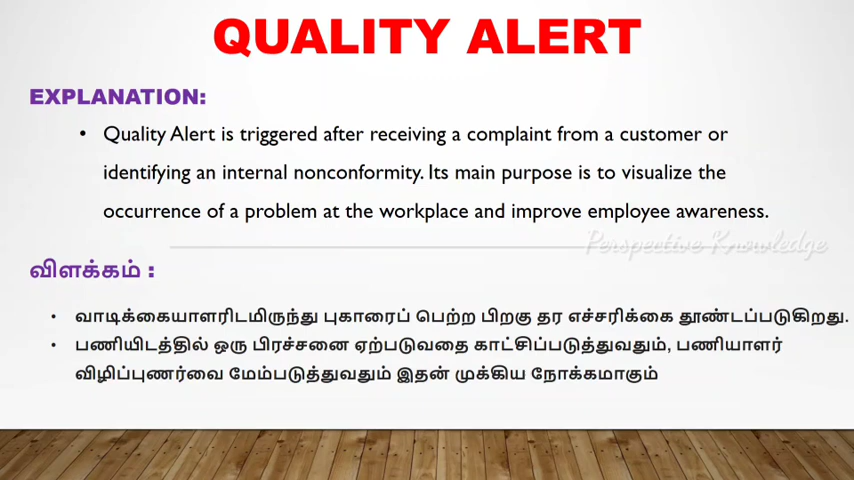 QUALITY ALERT
EXPLANATION:
• Quality Alert is triggered after receiving a complaint from a customer or
identifying an internal nonconformity. Its main purpose is to visualize the
occurrence of a problem at the workplace and improve employee awareness.
Perspective Knowledge
விளக்கம் :
• வாடிக்கையாளரிடமிருந்து புகாரைப் பெற்ற பிறகு தர எச்சரிக்கை தூண்டப்படுகிறது.
• பணியிடத்தில் ஒரு பிரச்சனை ஏற்படுவதை காட்சிப்படுத்துவதும், பணியாளர்
விழிப்புணர்வை மேம்படுத்துவதும் இதன் முக்கிய நோக்கமாகும்